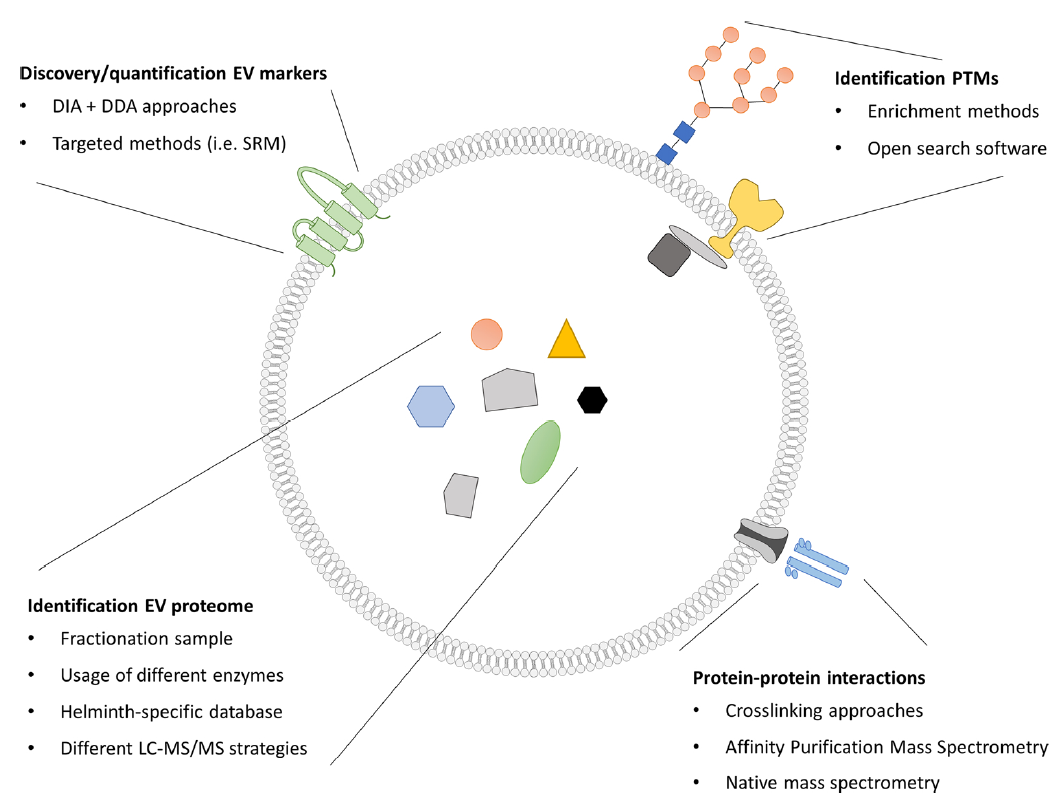 Discovery/quantification EV markers
• DIA + DDA approaches
• Targeted methods (i.e. SRM)
Identification PTMs
• Enrichment methods
• Open search software
Identification EV proteome
• Fractionation sample
• Usage of different enzymes
• Helminth-specific database
• Different LC-MS/MS strategies
Protein-protein interactions
• Crosslinking approaches
• Affinity Purification Mass Spectrometry
• Native mass spectrometry